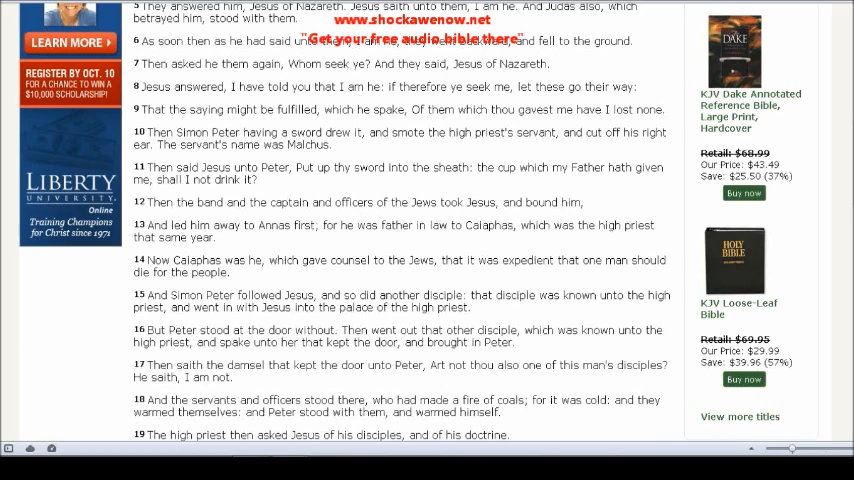 5 They answered him, Jesus of Nazareth. Jesus saith unto them, I am he. And Judas also, which
betrayed him, stood with them.
www.shockawenow.net
"Get your free audio bible here"
6 As soon then as he had said unto them, I am he, they went backward, and fell to the ground.
7 Then asked he them again, Whom seek ye? And they said, Jesus of Nazareth.
8 Jesus answered, I have told you that I am he: if therefore ye seek me, let these go their way:
9 That the saying might be fulfilled, which he spake, Of them which thou gavest me have I lost none.
10 Then Simon Peter having a sword drew it, and smote the high priest's servant, and cut off his right
ear. The servant's name was Malchus.
11 Then said Jesus unto Peter, Put up thy sword into the sheath: the cup which my Father hath given
me, shall I not drink it?
12 Then the band and the captain and officers of the Jews took Jesus, and bound him,
13 And led him away to Annas first; for he was father in law to Caiaphas, which was the high priest
that same year.
14 Now Caiaphas was he, which gave counsel to the Jews, that it was expedient that one man should
die for the people.
15 And Simon Peter followed Jesus, and so did another disciple: that disciple was known unto the high
priest, and went in with Jesus into the palace of the high priest.
16 But Peter stood at the door without. Then went out that other disciple, which was known unto the
high priest, and spake unto her that kept the door, and brought in Peter.
17 Then saith the damsel that kept the door unto Peter, Art not thou also one of this man's disciples?
He saith, I am not.
18 And the servants and officers stood there, who had made a fire of coals; for it was cold: and they
warmed themselves: and Peter stood with them, and warmed himself.
19 The high priest then asked Jesus of his disciples, and of his doctrine.
LEARN MORE
REGISTER BY OCT. 10
FOR A CHANCE TO WIN A
$10,000 SCHOLARSHIP
LIBERTY
UNIVERSITY
Online
Training Champions
for Christ since 1971
DAKE
KJV Dake Annotated
Reference Bible,
Large Print,
Hardcover
Retail: $68.99
Our Price: $43.49
Save: $25.50 (37%)
Buy now
HOLY
BIBLE
KJV Loose-Leaf
Bible
Retail: $69.95
Our Price: $29.99
Save: $39.96 (57%)
Buy now
View more titles